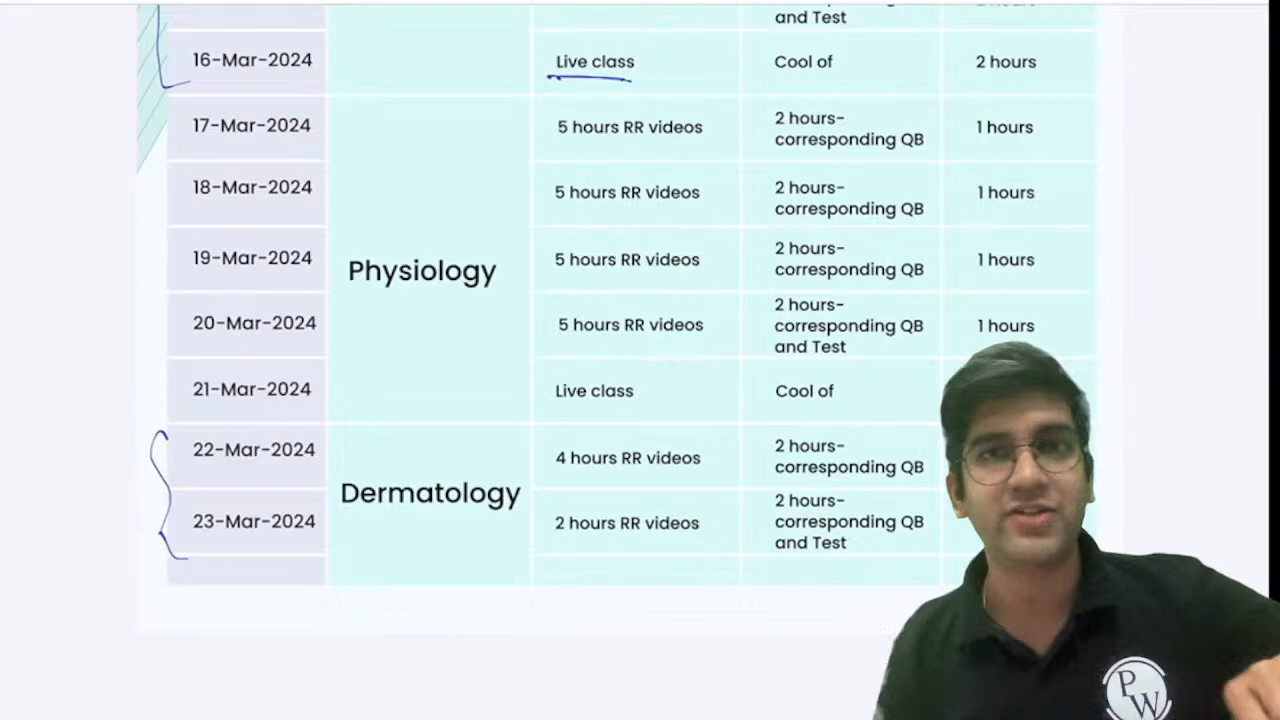 and Test
16-Mar-2024
Live class
Cool of
2 hours
17-Mar-2024
5 hours RR videos
2 hours-
corresponding QB
1 hours
18-Mar-2024
5 hours RR videos
2 hours-
corresponding QB
1 hours
Physiology
19-Mar-2024
5 hours RR videos
2 hours-
corresponding QB
1 hours
20-Mar-2024
5 hours RR videos
2 hours-
corresponding QB
and Test
1 hours
21-Mar-2024
Live class
Cool of
Dermatology
22-Mar-2024
4 hours RR videos
2 hours-
corresponding QB
23-Mar-2024
2 hours RR videos
2 hours-
corresponding QB
and Test
PW